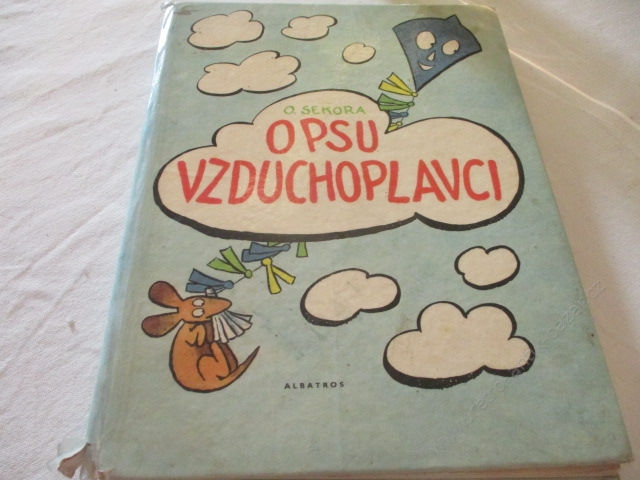 O. SEKORA
O PSU
VZDUCHOPLAVCI
ALBATROS